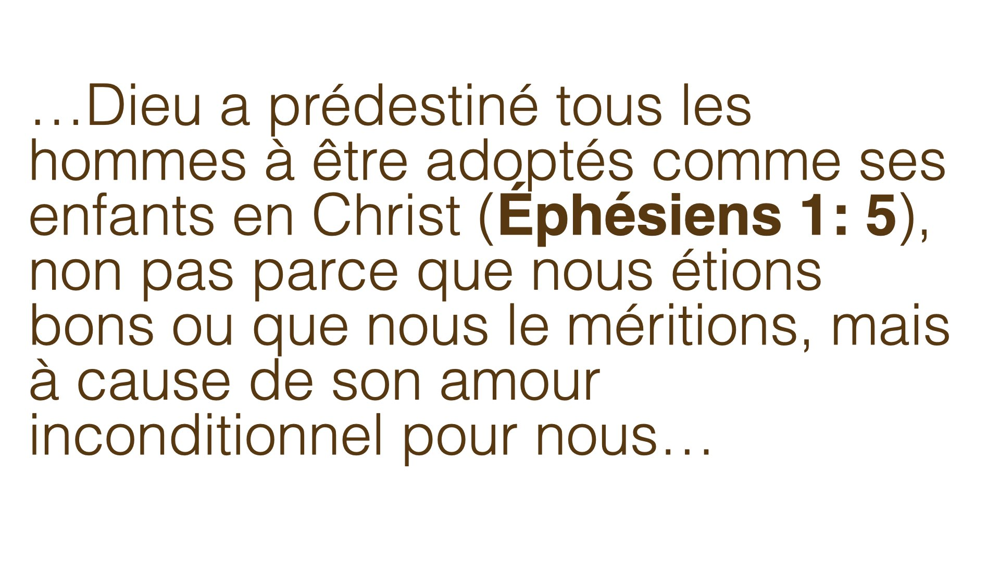 …Dieu a prédestiné tous les
hommes à être adoptés comme ses
enfants en Christ (Éphésiens 1: 5),
non pas parce que nous étions
bons ou que nous le méritions, mais
à cause de son amour
inconditionnel pour nous…